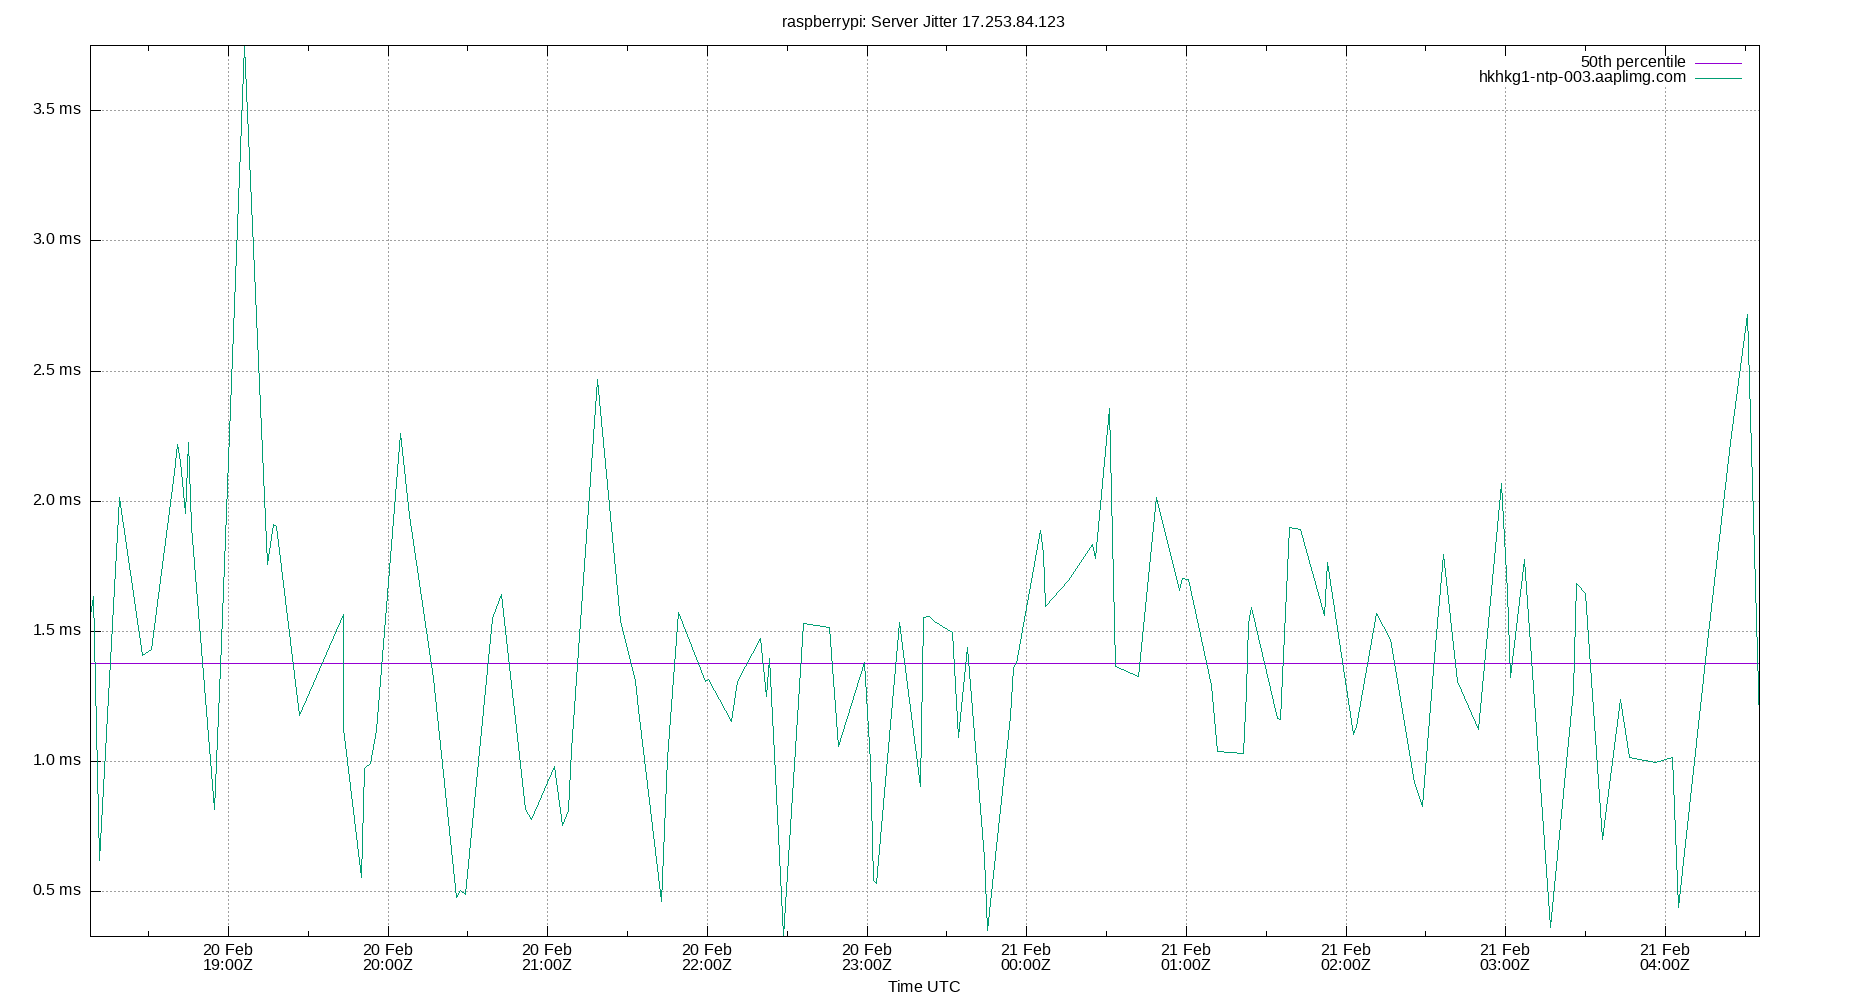 raspberrypi: Server Jitter 17.253.84.123
50th percentile
hkhkg1-ntp-003.aaplimg.com
3.5 ms
3.0 ms
2.5 ms
2.0 ms
1.5 ms
1.0 ms
0.5 ms
20 Feb 20 Feb 20 Feb 20 Feb 20 Feb 21 Feb 21 Feb 21 Feb 21 Feb 21 Feb
19:00Z 20:00Z 21:00Z 22:00Z 23:00Z 00:00Z 01:00Z 02:00Z 03:00Z 04:00Z
Time UTC